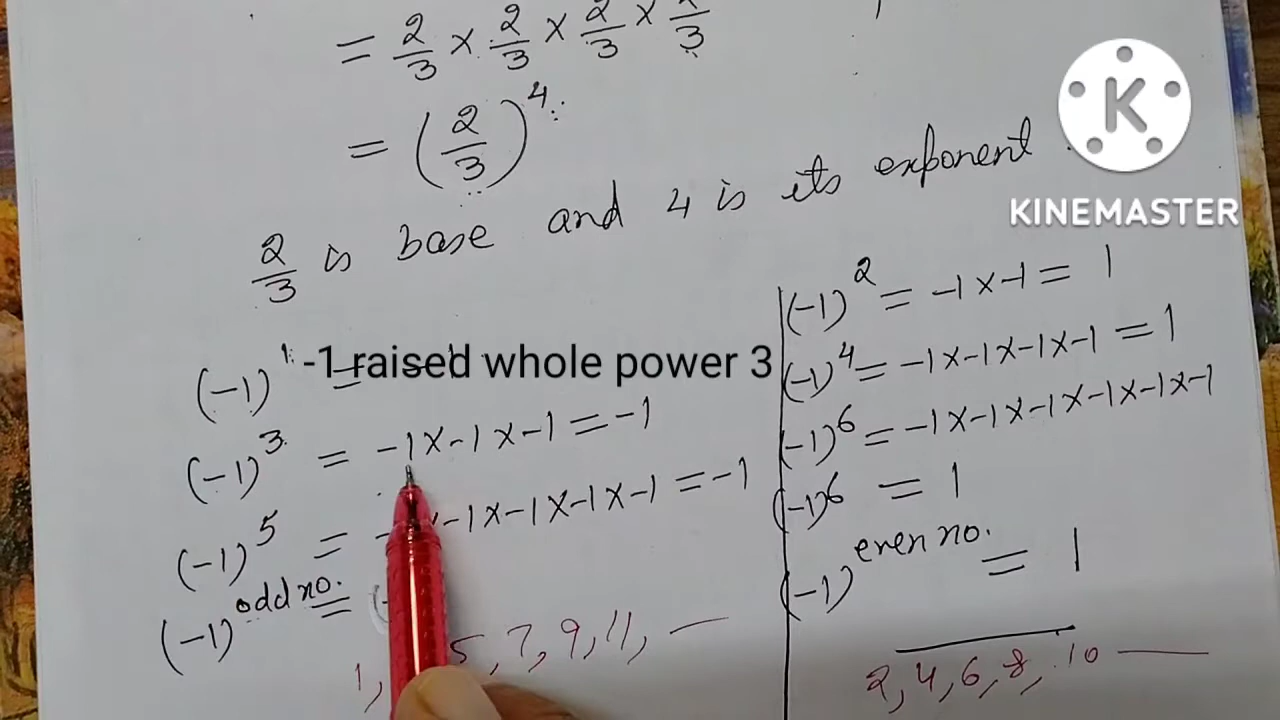 = 2/3 × 2/3 × 2/3 × /3
= (2/3)^4
2/3 is base and 4 is its exponent
KINEMASTER
(-1)^1 = -1
-1 raised whole power 3
(-1)^3 = -1 × -1 × -1 = -1
(-1)^5 = -1 × -1 × -1 × -1 = -1
(-1)^odd no. = (-
1, 5, 7, 9, 11, —
(-1)^2 = -1 × -1 = 1
(-1)^4 = -1 × -1 × -1 × -1 = 1
(-1)^6 = -1 × -1 × -1 × -1 × -1 × -1
(-1)^6 = 1
(-1)^even no. = 1
2, 4, 6, 8, 10 —